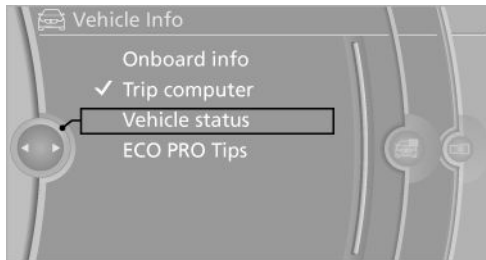 Vehicle Info
Onboard info
Trip computer
Vehicle status
ECO PRO Tips